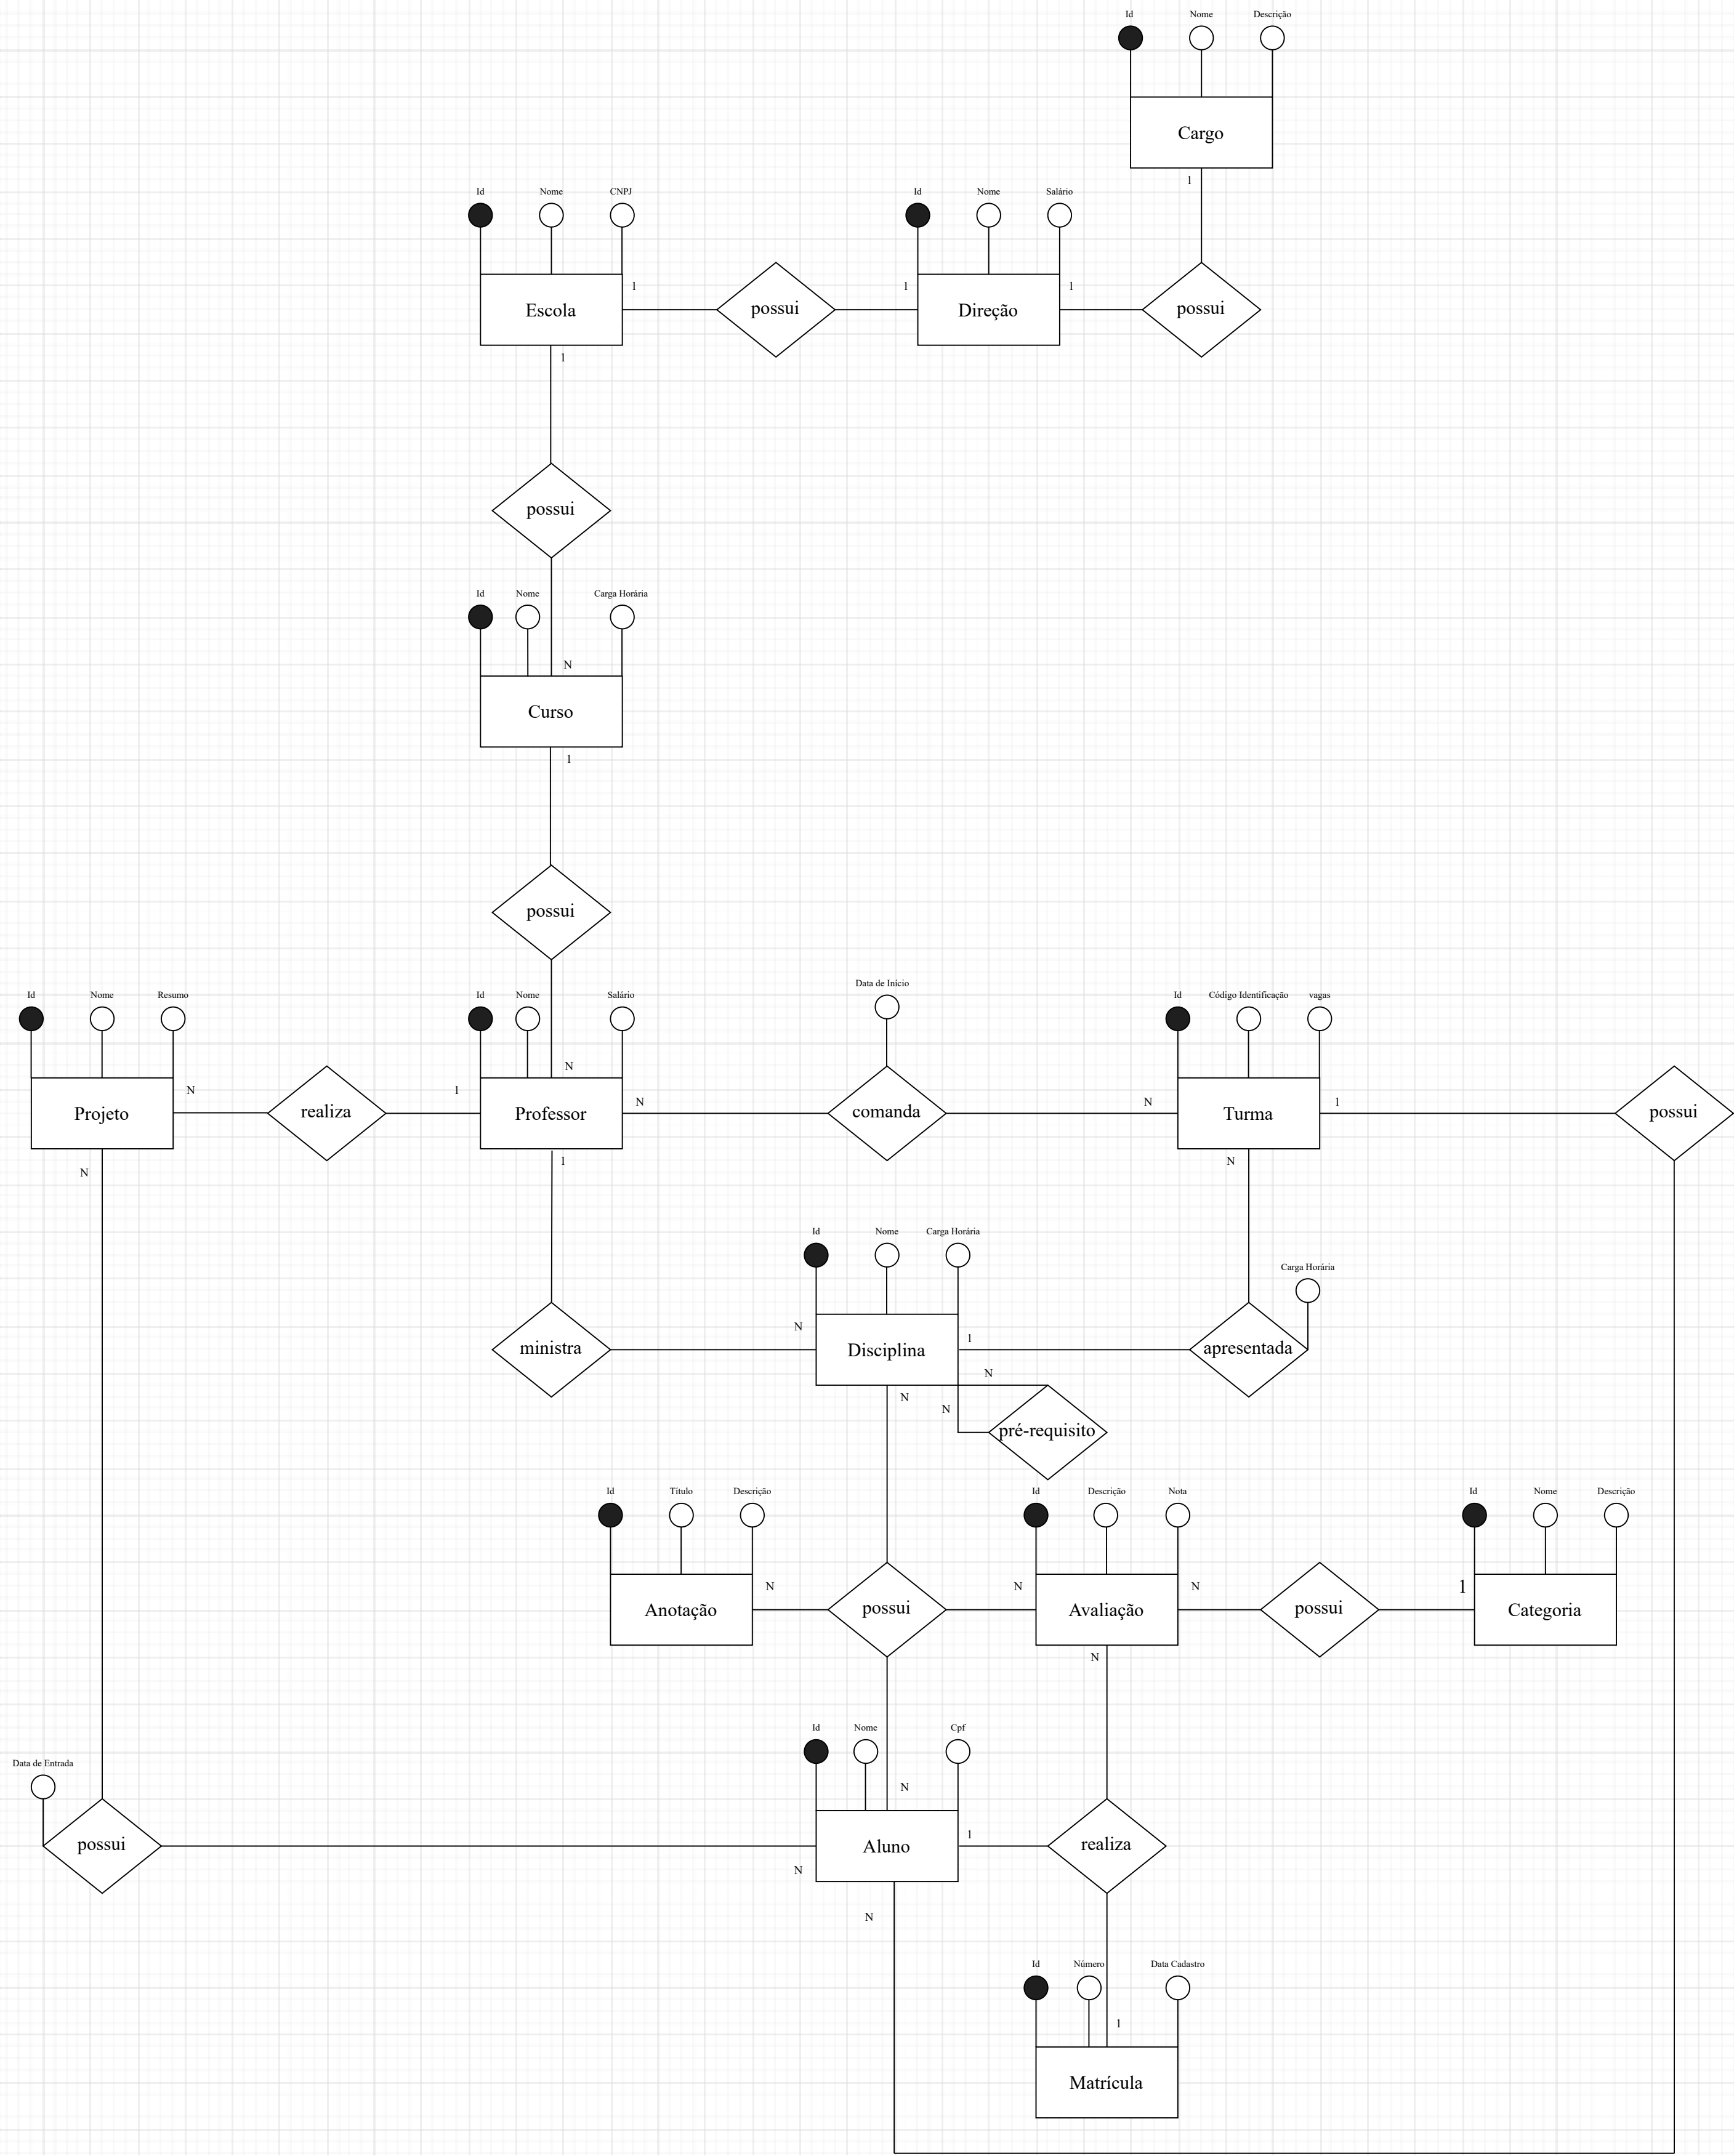 Id
Nome
Descrição
Cargo
1
Id
Nome
CNPJ
Escola
1
1
possui
1
Id
Nome
Salário
Direção
1
possui
possui
Id
Nome
Carga Horária
N
Curso
1
possui
Id
Nome
Resumo
Projeto
N
N
realiza
1
Id
Nome
Salário
N
Professor
N
1
Data de Início
comanda
N
Id
Código Identificação
vagas
Turma
1
N
possui
ministra
N
Id
Nome
Carga Horária
Disciplina
1
N
N
N
pré-requisito
Carga Horária
apresentada
Id
Título
Descrição
Anotação
N
possui
N
Id
Descrição
Nota
Avaliação
N
N
possui
1
Id
Nome
Descrição
Categoria
Data de Entrada
possui
Id
Nome
Cpf
N
Aluno
1
N
N
realiza
Id
Número
Data Cadastro
1
Matrícula